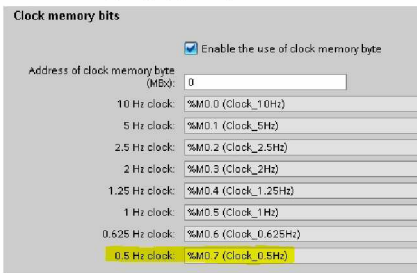 Clock memory bits
Enable the use of clock memory byte
Address of clock memory byte
(MBx): 0
10 Hz clock: %M0.0 (Clock_10Hz)
5 Hz clock: %M0.1 (Clock_5Hz)
2.5 Hz clock: %M0.2 (Clock_2.5Hz)
2 Hz clock: %M0.3 (Clock_2Hz)
1.25 Hz clock: %M0.4 (Clock_1.25Hz)
1 Hz clock: %M0.5 (Clock_1Hz)
0.625 Hz clock: %M0.6 (Clock_0.625Hz)
0.5 Hz clock: %M0.7 (Clock_0.5Hz)